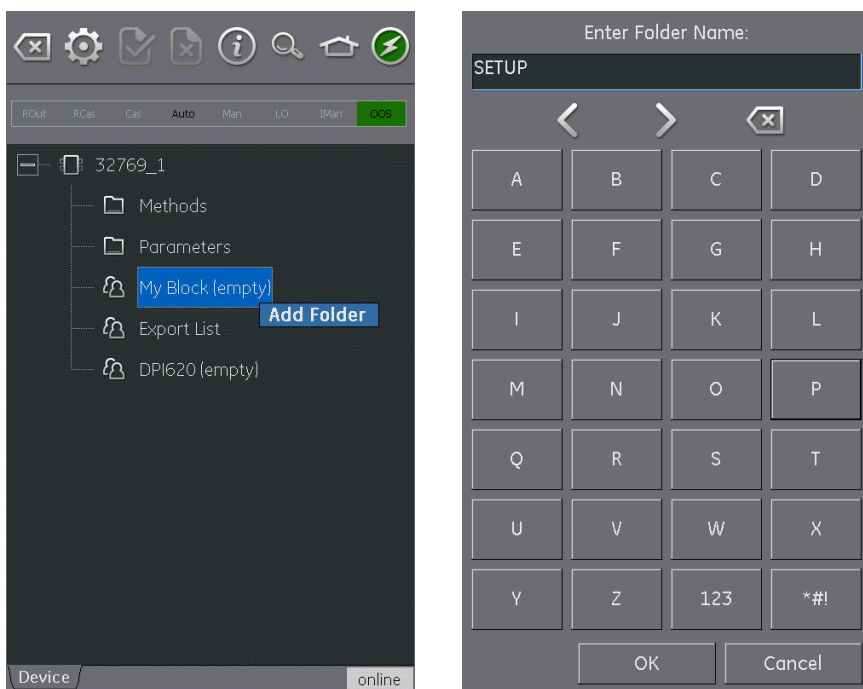 ROut RCas Cas Auto Man LO IMan OOS
32769_1
Methods
Parameters
My Block (empty)
Add Folder
Export List
DPI620 (empty)
Device online
Enter Folder Name:
SETUP
A B C D
E F G H
I J K L
M N O P
Q R S T
U V W X
Y Z 123 *#!
OK Cancel